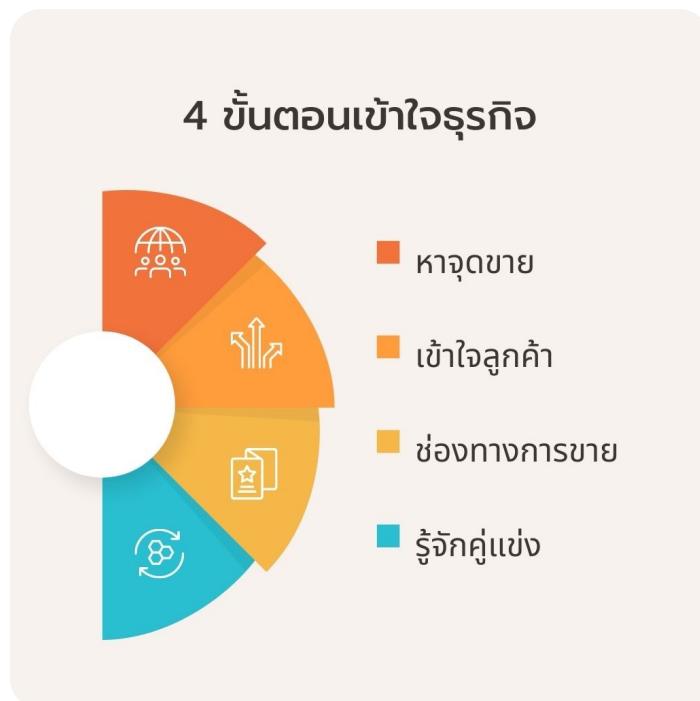 4 ขั้นตอนเข้าใจธุรกิจ
หาจุดขาย
เข้าใจลูกค้า
ช่องทางการขาย
รู้จักคู่แข่ง